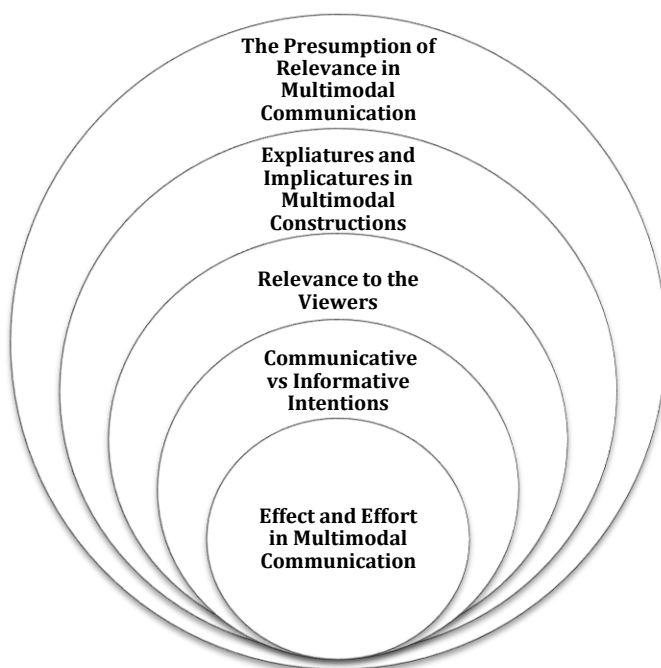 The Presumption of
Relevance in
Multimodal
Communication
Expliatures and
Implicatures in
Multimodal
Constructions
Relevance to the
Viewers
Communicative
vs Informative
Intentions
Effect and Effort
in Multimodal
Communication